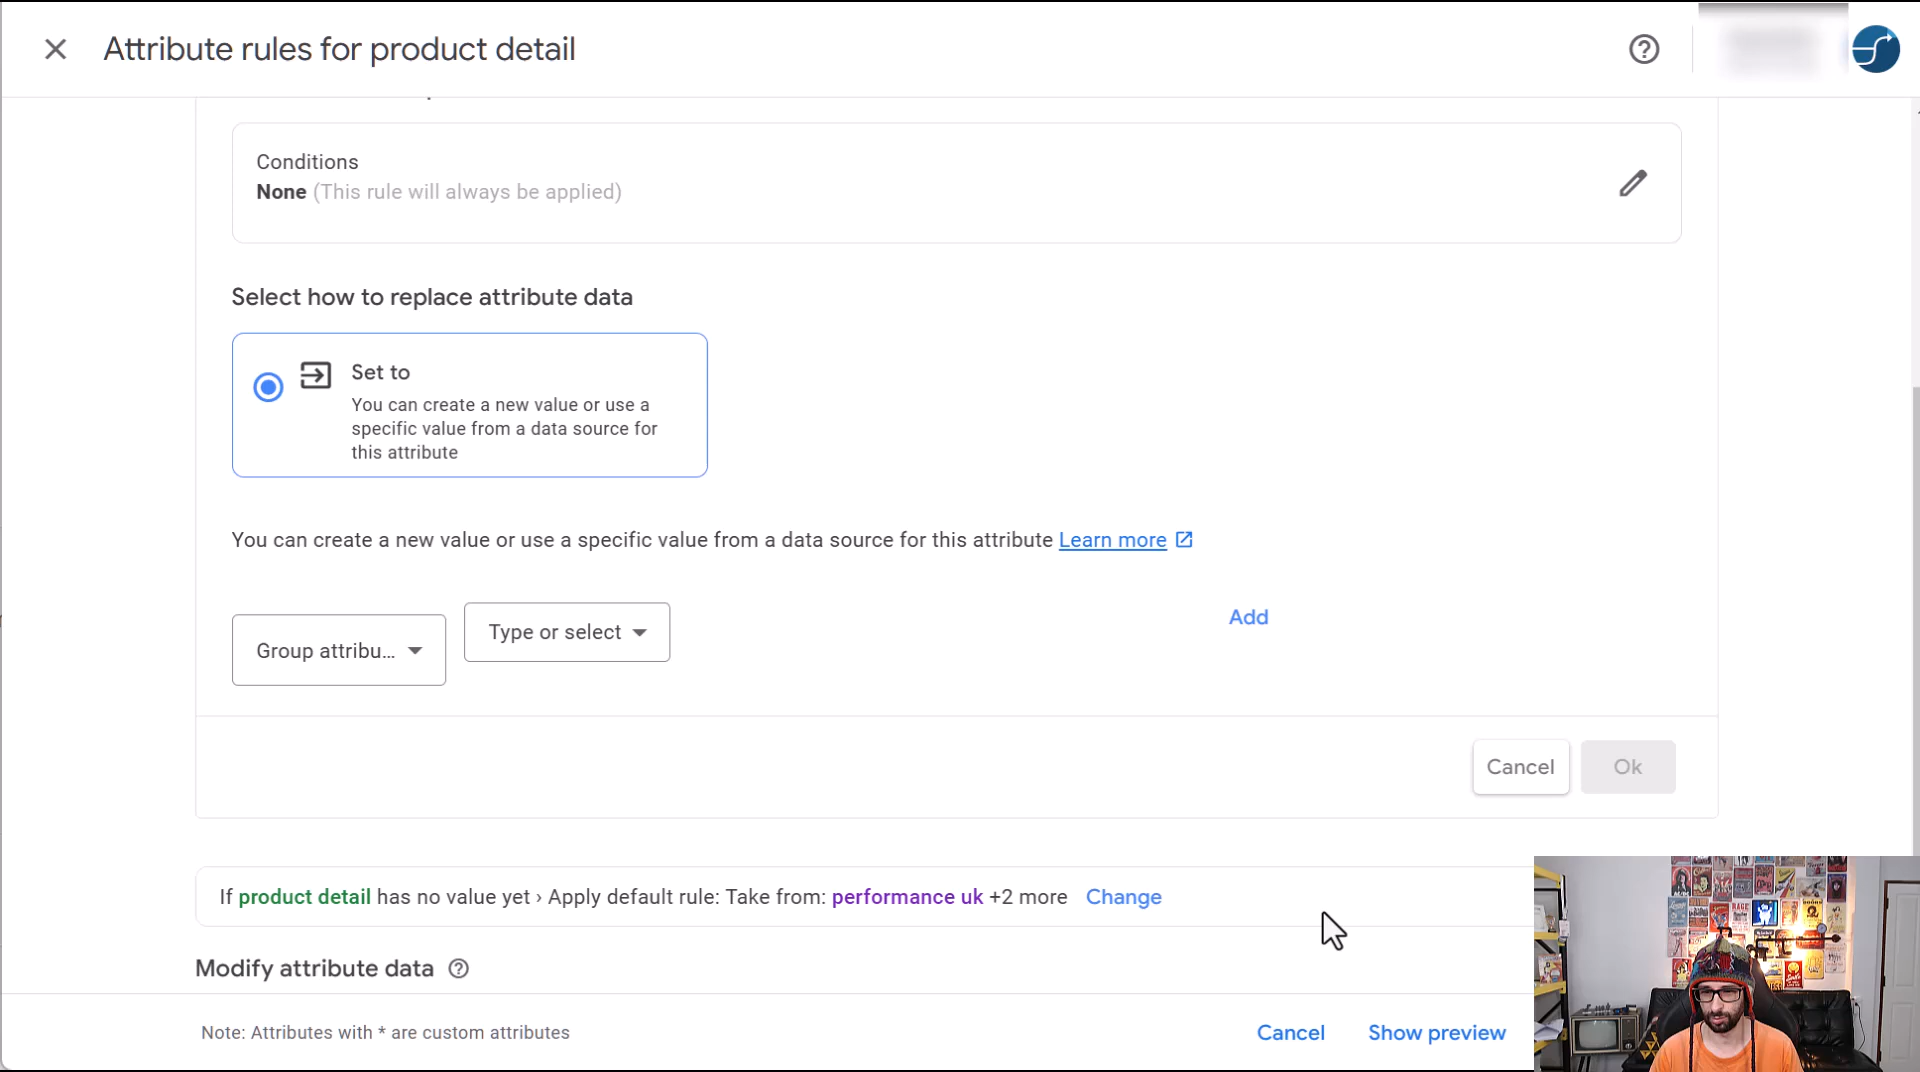 Attribute rules for product detail
Conditions
None (This rule will always be applied)
Select how to replace attribute data
Set to
You can create a new value or use a
specific value from a data source for
this attribute
You can create a new value or use a specific value from a data source for this attribute Learn more
Group attribu...
Type or select
Add
Cancel
Ok
If product detail has no value yet › Apply default rule: Take from: performance uk +2 more Change
Modify attribute data
Note: Attributes with * are custom attributes
Cancel
Show preview